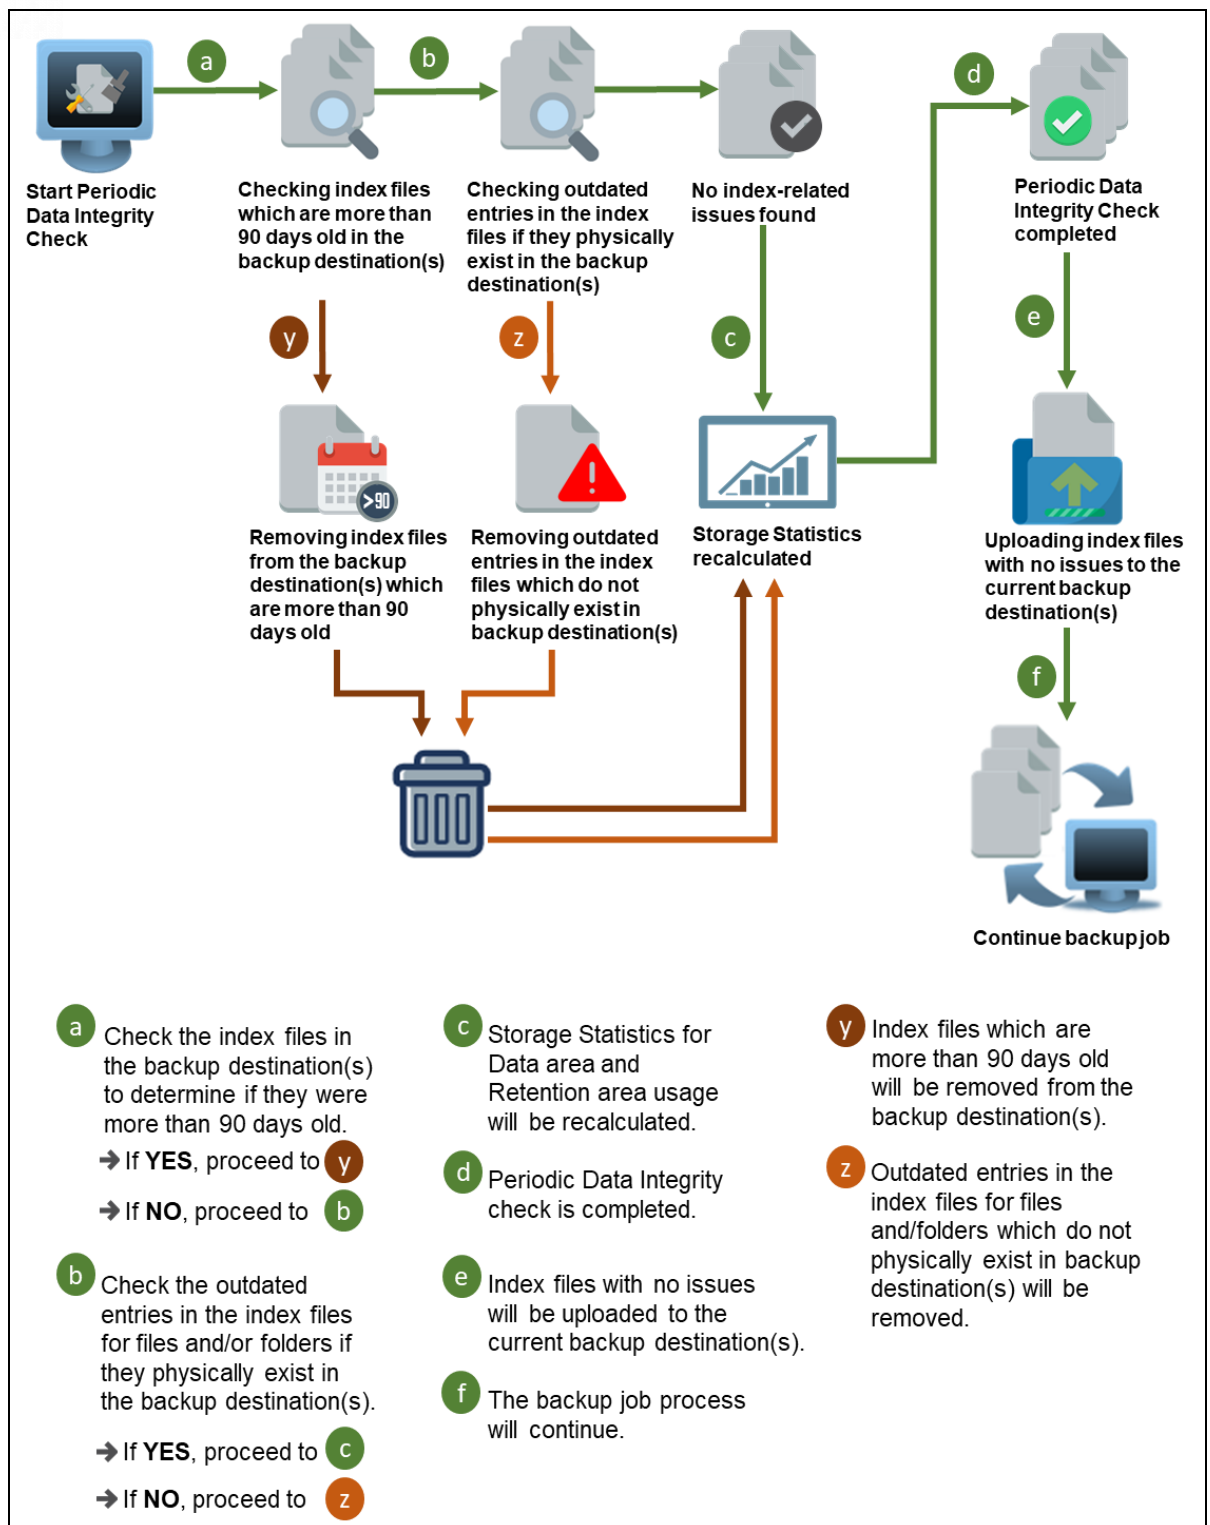 a
b
d
Start Periodic
Data Integrity
Check
Checking index files
which are more than
90 days old in the
backup destination(s)
Checking outdated
entries in the index
files if they physically
exist in the backup
destination(s)
No index-related
issues found
Periodic Data
Integrity Check
completed
y
z
c
e
>90
Removing index files
from the backup
destination(s) which
are more than 90
days old
Removing outdated
entries in the index
files which do not
physically exist in
backup destination(s)
Storage Statistics
recalculated
Uploading index files
with no issues to the
current backup
destination(s)
f
Continue backup job
a Check the index files in
the backup destination(s)
to determine if they were
more than 90 days old.
➔ If YES, proceed to y
➔ If NO, proceed to b
b Check the outdated
entries in the index files
for files and/or folders if
they physically exist in
the backup destination(s).
➔ If YES, proceed to c
➔ If NO, proceed to z
c Storage Statistics for
Data area and
Retention area usage
will be recalculated.
d Periodic Data Integrity
check is completed.
e Index files with no issues
will be uploaded to the
current backup destination(s).
f The backup job process
will continue.
y Index files which are
more than 90 days old
will be removed from the
backup destination(s).
z Outdated entries in the
index files for files
and/folders which do not
physically exist in backup
destination(s) will be
removed.